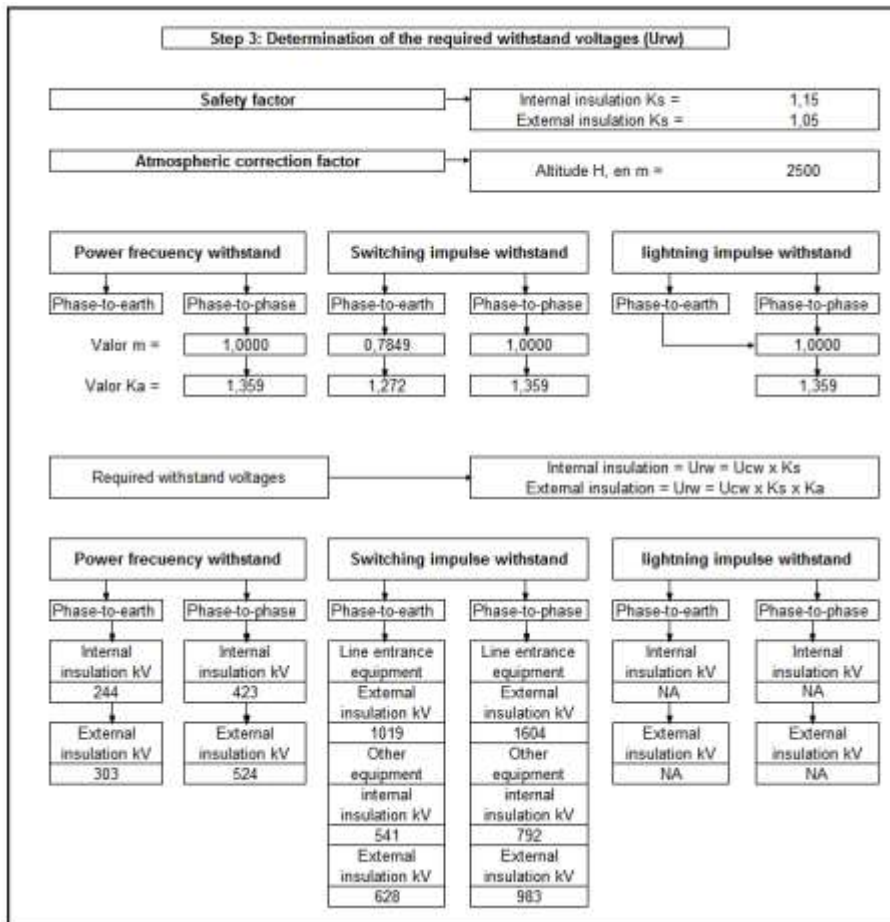 Step 3: Determination of the required withstand voltages (Urw)
Safety factor
Internal insulation Ks = 1,15
External insulation Ks = 1,05
Atmospheric correction factor
Altitude H, en m = 2500
Power frecuency withstand
Switching impulse withstand
lightning impulse withstand
Phase-to-earth Phase-to-phase Phase-to-earth Phase-to-phase Phase-to-earth Phase-to-phase
Valor m = 1,0000 0,7849 1,0000 1,0000
Valor Ka = 1,359 1,272 1,359 1,359
Required withstand voltages
Internal insulation = Urw = Ucw x Ks
External insulation = Urw = Ucw x Ks x Ka
Power frecuency withstand
Switching impulse withstand
lightning impulse withstand
Phase-to-earth Phase-to-phase Phase-to-earth Phase-to-phase Phase-to-earth Phase-to-phase
Internal
insulation kV
244
External
insulation kV
303
Internal
insulation kV
423
External
insulation kV
524
Line entrance
equipment
External
insulation kV
1019
Other
equipment
internal
insulation kV
541
External
insulation kV
628
Line entrance
equipment
External
insulation kV
1604
Other
equipment
internal
insulation kV
792
External
insulation kV
983
Internal
insulation kV
NA
External
insulation kV
NA
Internal
insulation kV
NA
External
insulation kV
NA